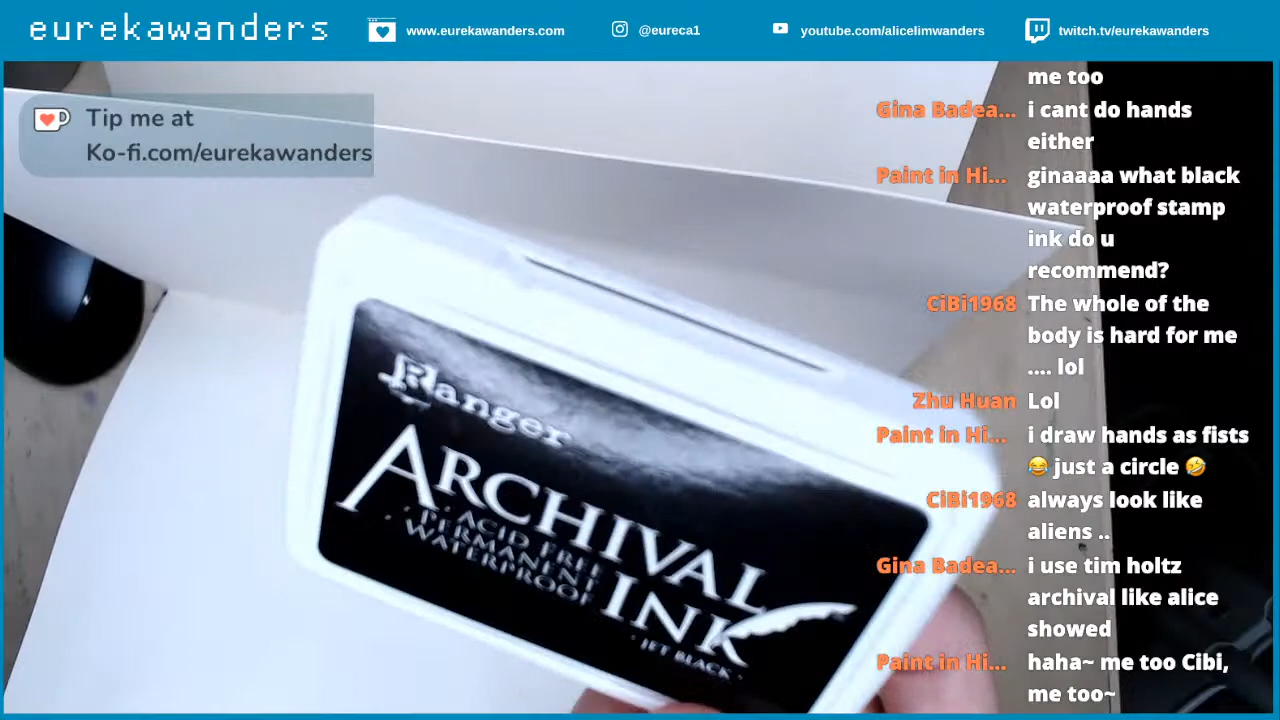 eurekawanders
www.eurekawanders.com
@eureca1
youtube.com/alicelimwanders
twitch.tv/eurekawanders
Tip me at
Ko-fi.com/eurekawanders
Ranger
ARCHIVAL
INK
· ACID FREE
· PERMANENT
WATERPROOF
· JET BLACK ·
me too
Gina Badea... i cant do hands
either
Paint in Hi... ginaaaa what black
waterproof stamp
ink do u
recommend?
CiBi1968 The whole of the
body is hard for me
.... lol
Zhu Huan Lol
Paint in Hi... i draw hands as fists
😂 just a circle 🤣
CiBi1968 always look like
aliens ..
Gina Badea... i use tim holtz
archival like alice
showed
Paint in Hi... haha~ me too Cibi,
me too~